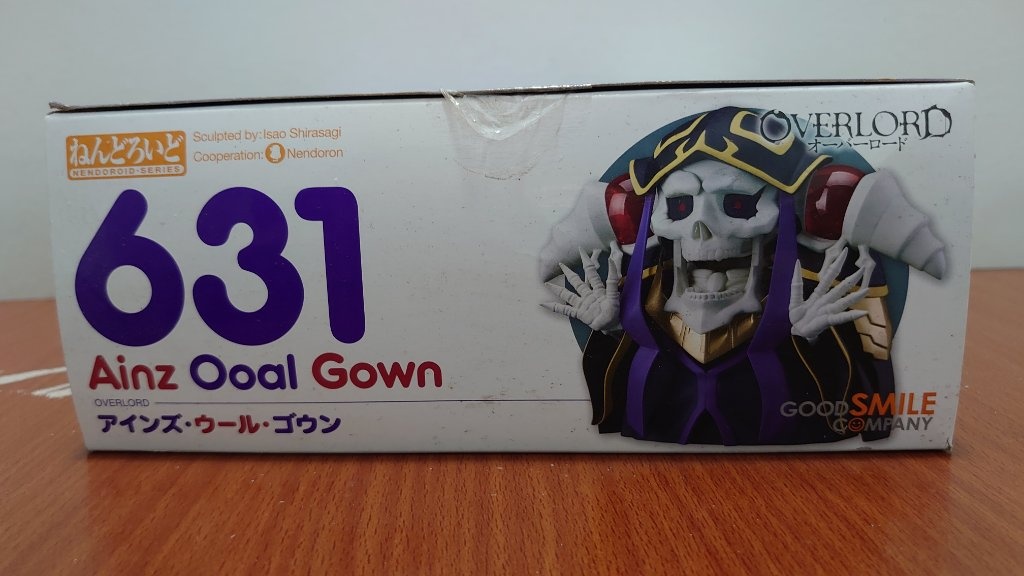 ねんどろいど
NENDOROID-SERIES
Sculpted by: Isao Shirasagi
Cooperation: Nendoron
631
Ainz Ooal Gown
OVERLORD
アインズ・ウール・ゴウン
OVERLORD
オーバーロード
GOOD SMILE
COMPANY